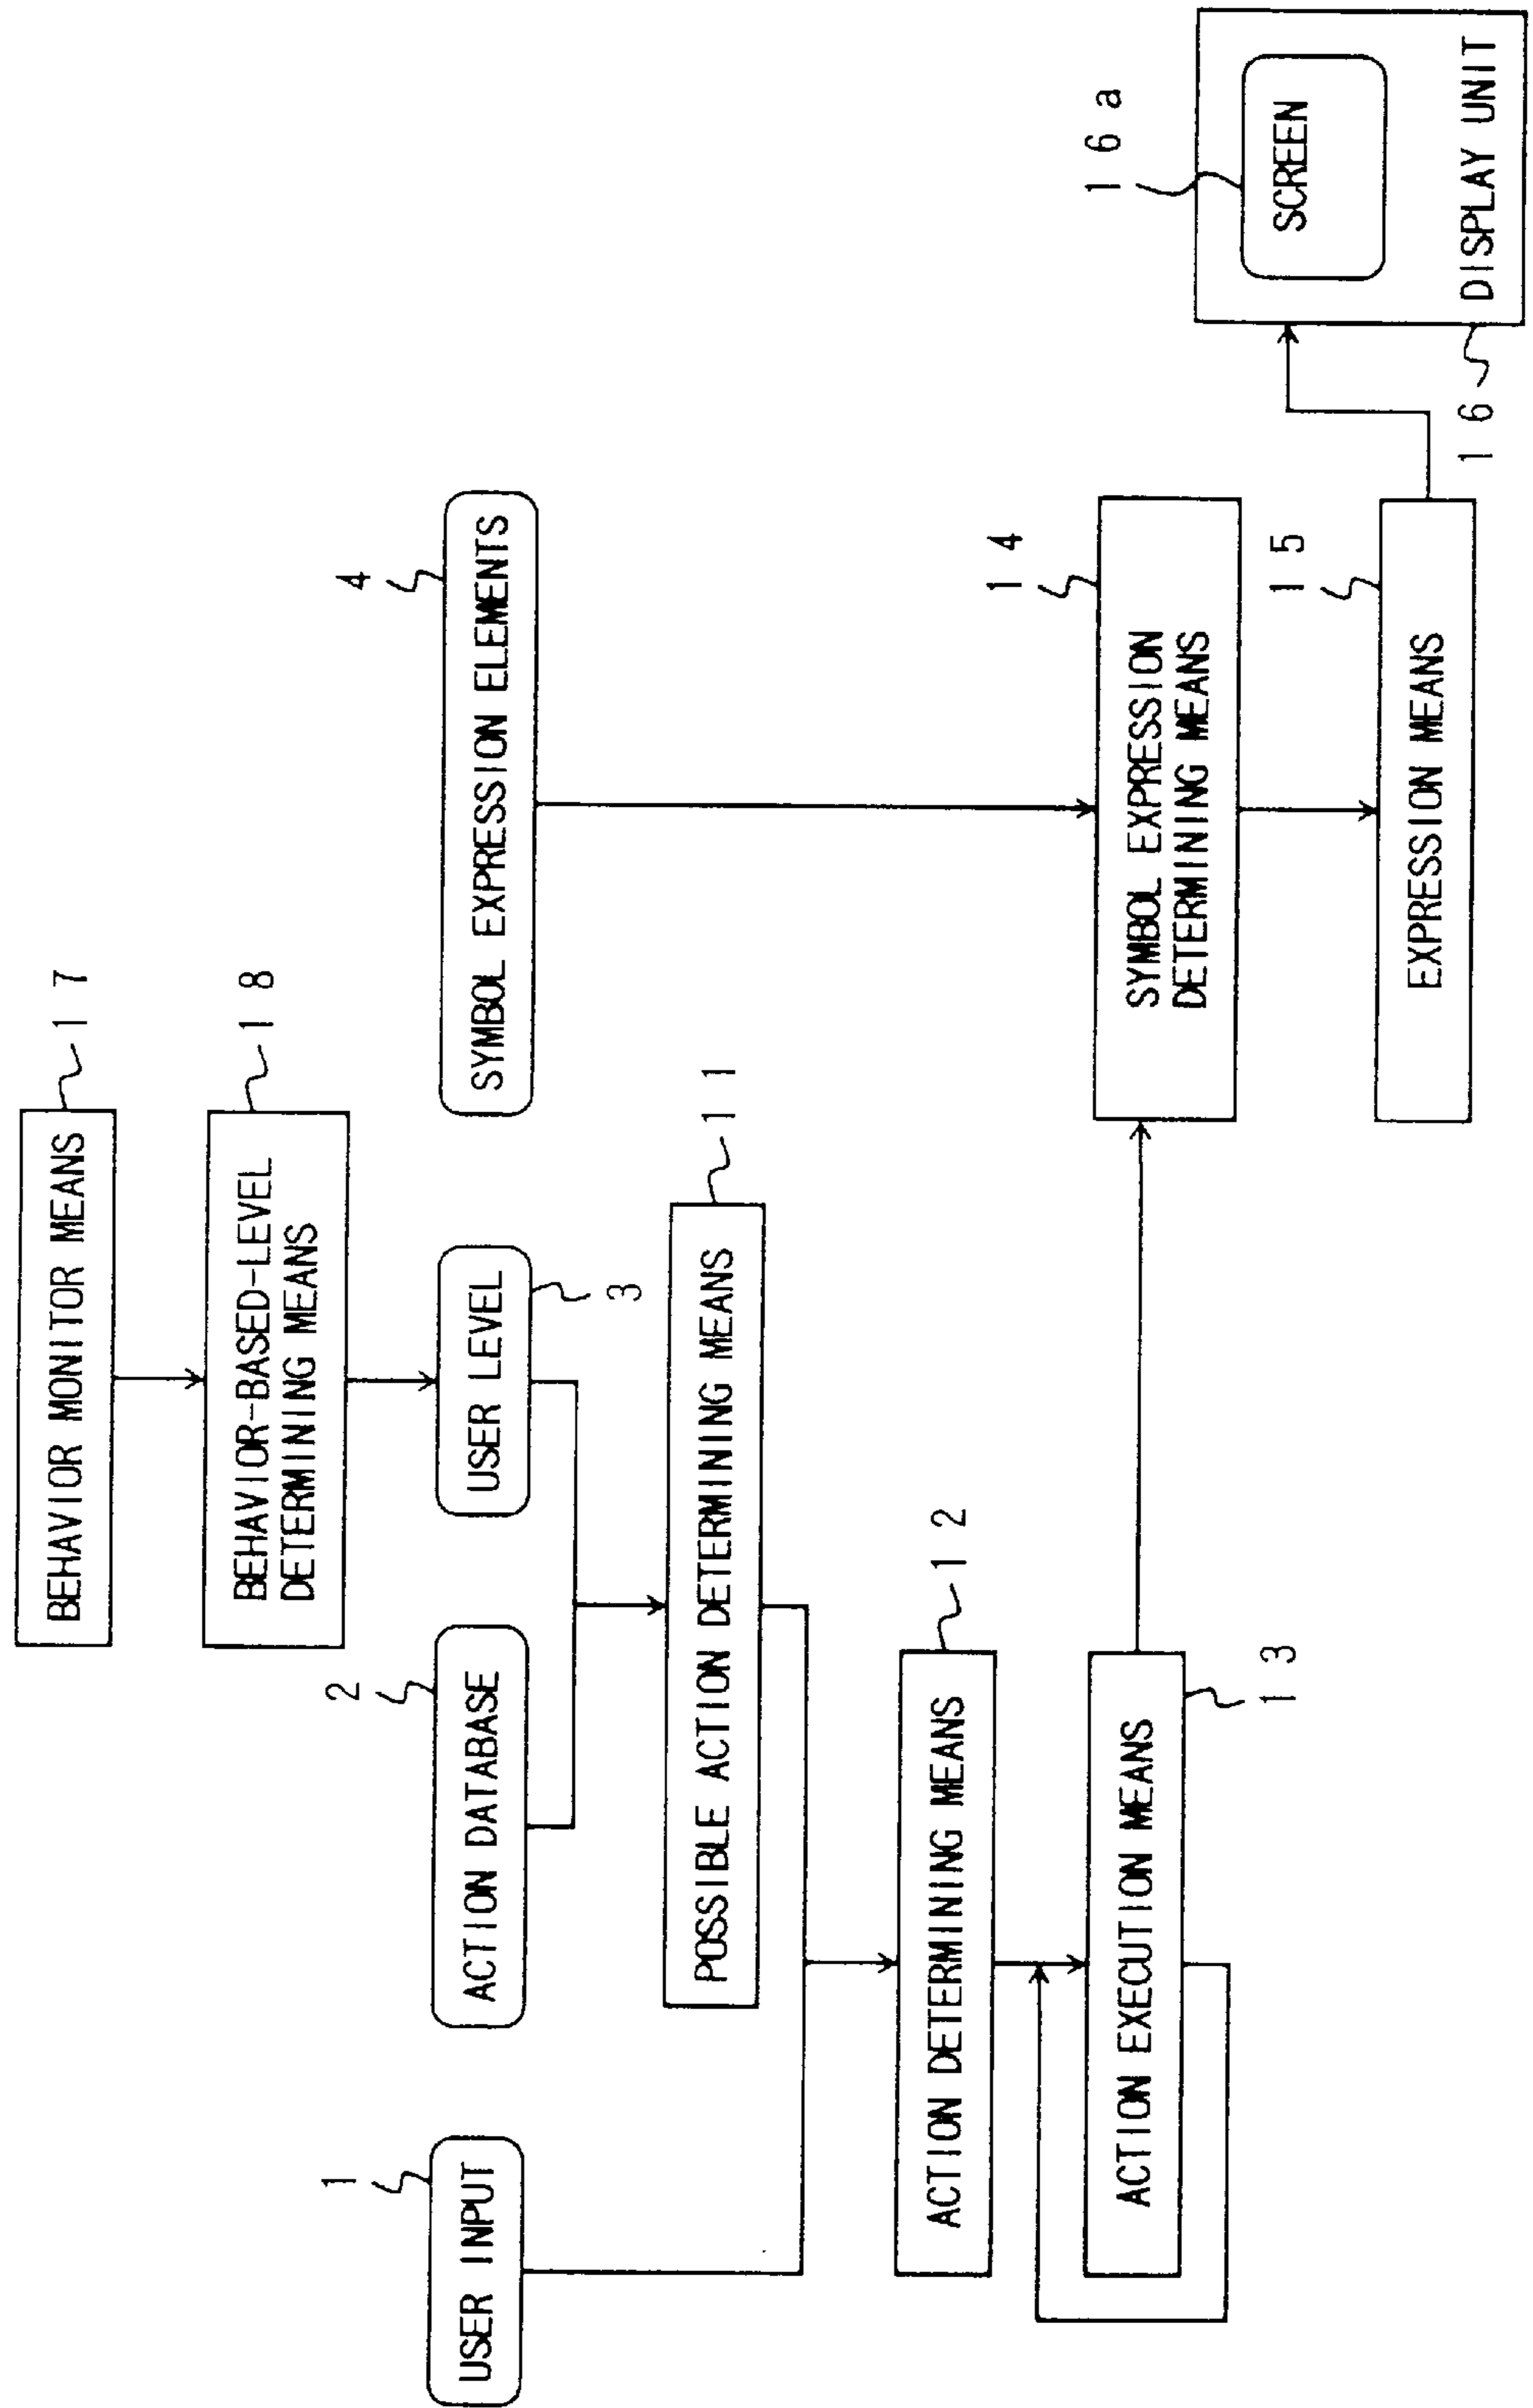 BEHAVIOR MONITOR MEANS
17
BEHAVIOR-BASED-LEVEL
DETERMINING MEANS
18
1
USER INPUT
2
ACTION DATABASE
USER LEVEL
3
4
SYMBOL EXPRESSION ELEMENTS
POSSIBLE ACTION DETERMINING MEANS
11
ACTION DETERMINING MEANS
12
ACTION EXECUTION MEANS
13
SYMBOL EXPRESSION
DETERMINING MEANS
14
EXPRESSION MEANS
15
16a
SCREEN
DISPLAY UNIT
16